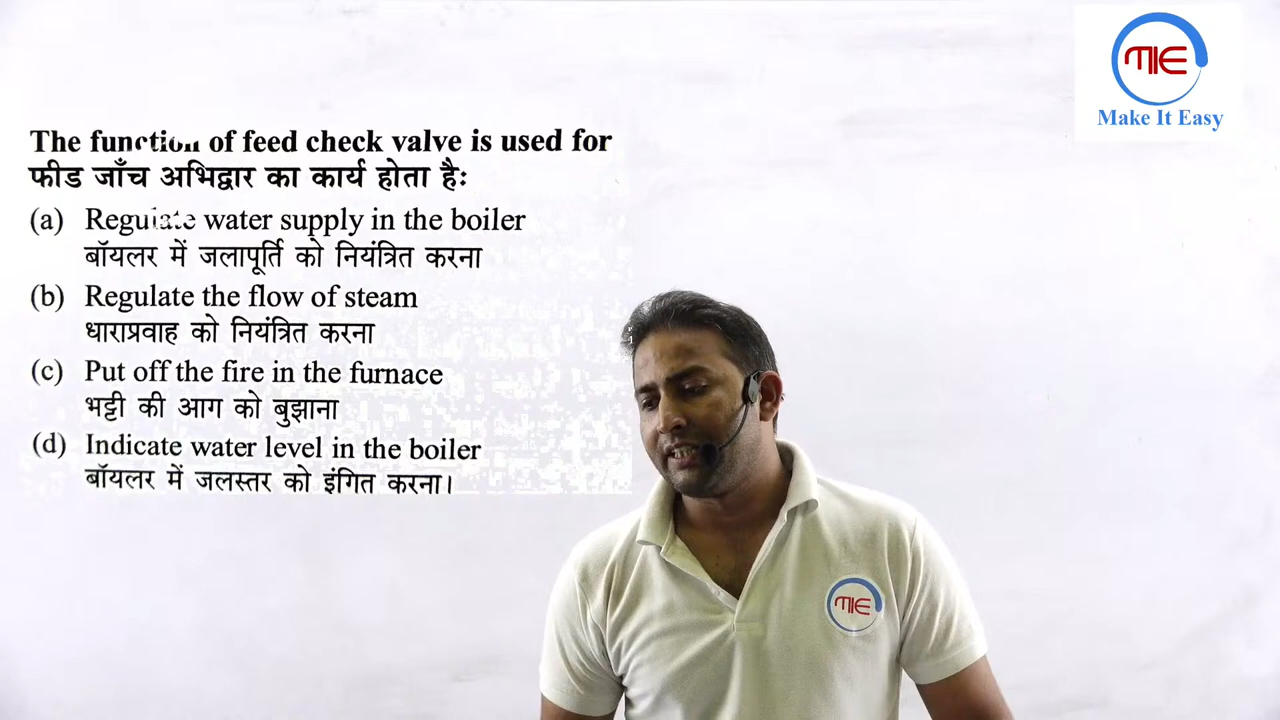 The function of feed check valve is used for
फीड जाँच अभिद्वार का कार्य होता है:
(a) Regulate water supply in the boiler
बॉयलर में जलापूर्ति को नियंत्रित करना
(b) Regulate the flow of steam
धाराप्रवाह को नियंत्रित करना
(c) Put off the fire in the furnace
भट्टी की आग को बुझाना
(d) Indicate water level in the boiler
बॉयलर में जलस्तर को इंगित करना।
MIE
Make It Easy
MIE